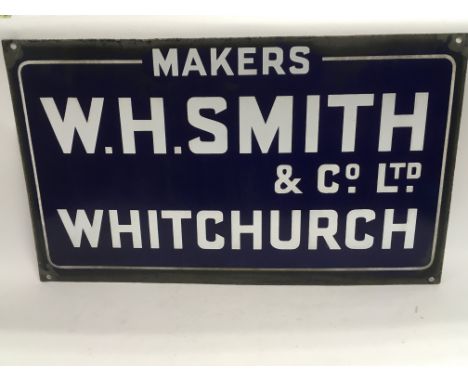 MAKERS
W.H.SMITH
& Cº. LTD.
WHITCHURCH